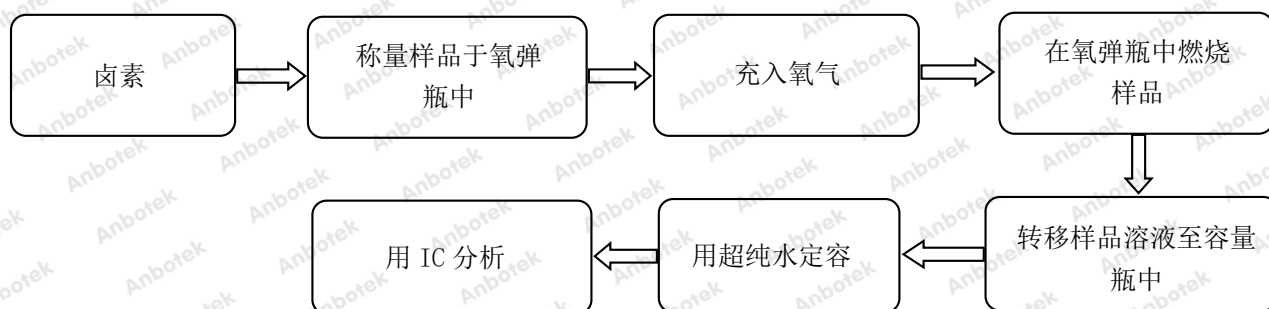 卤素
称量样品于氧弹
瓶中
充入氧气
在氧弹瓶中燃烧
样品
转移样品溶液至容量
瓶中
用超纯水定容
用 IC 分析
Anbotek